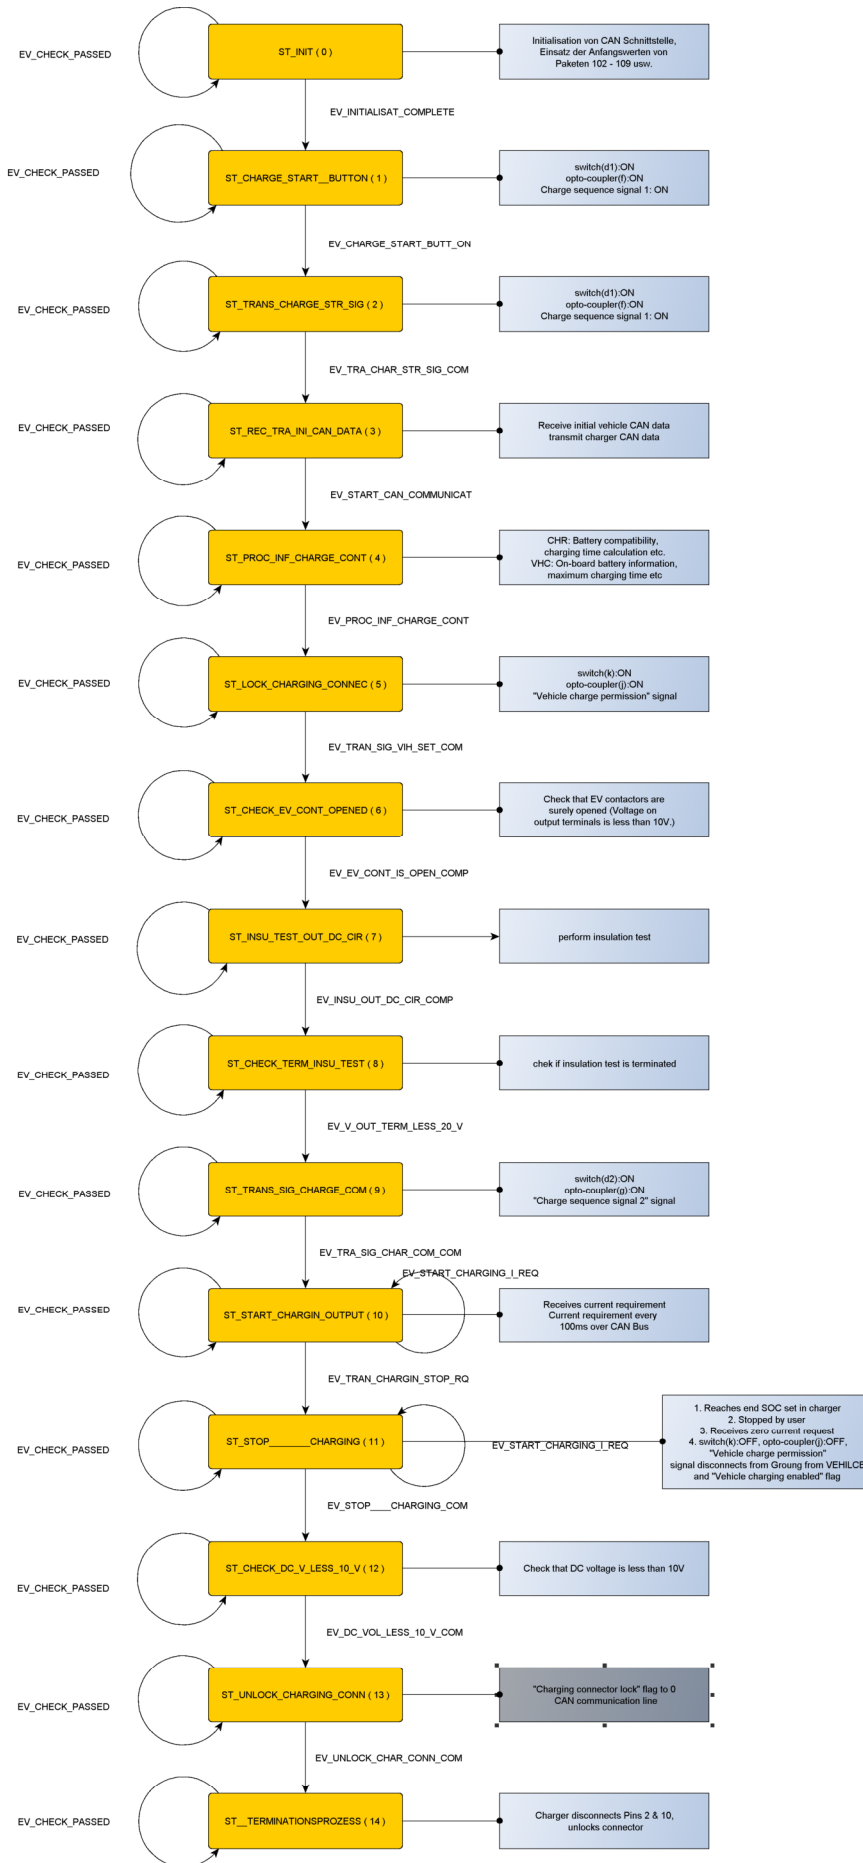 EV_CHECK_PASSED
ST_INIT ( 0 )
Initialisation von CAN Schnittstelle,
Einsatz der Anfangswerten von
Paketen 102 - 109 usw.
EV_INITIALISAT_COMPLETE
EV_CHECK_PASSED
ST_CHARGE_START__BUTTON ( 1 )
switch(d1):ON
opto-coupler(f):ON
Charge sequence signal 1: ON
EV_CHARGE_START_BUTT_ON
EV_CHECK_PASSED
ST_TRANS_CHARGE_STR_SIG ( 2 )
switch(d1):ON
opto-coupler(f):ON
Charge sequence signal 1: ON
EV_TRA_CHAR_STR_SIG_COM
EV_CHECK_PASSED
ST_REC_TRA_INI_CAN_DATA ( 3 )
Receive initial vehicle CAN data
transmit charger CAN data
EV_START_CAN_COMMUNICAT
EV_CHECK_PASSED
ST_PROC_INF_CHARGE_CONT ( 4 )
CHR: Battery compatibility,
charging time calculation etc.
VHC: On-board battery information,
maximum charging time etc
EV_PROC_INF_CHARGE_CONT
EV_CHECK_PASSED
ST_LOCK_CHARGING_CONNEC ( 5 )
switch(k):ON
opto-coupler(j):ON
"Vehicle charge permission" signal
EV_TRAN_SIG_VIH_SET_COM
EV_CHECK_PASSED
ST_CHECK_EV_CONT_OPENED ( 6 )
Check that EV contactors are
surely opened (Voltage on
output terminals is less than 10V.)
EV_EV_CONT_IS_OPEN_COMP
EV_CHECK_PASSED
ST_INSU_TEST_OUT_DC_CIR ( 7 )
perform insulation test
EV_INSU_OUT_DC_CIR_COMP
EV_CHECK_PASSED
ST_CHECK_TERM_INSU_TEST ( 8 )
chek if insulation test is terminated
EV_V_OUT_TERM_LESS_20_V
EV_CHECK_PASSED
ST_TRANS_SIG_CHARGE_COM ( 9 )
switch(d2):ON
opto-coupler(g):ON
"Charge sequence signal 2" signal
EV_TRA_SIG_CHAR_COM_COM
EV_START_CHARGING_I_REQ
EV_CHECK_PASSED
ST_START_CHARGIN_OUTPUT ( 10 )
Receives current requirement
Current requirement every
100ms over CAN Bus
EV_TRAN_CHARGIN_STOP_RQ
EV_CHECK_PASSED
ST_STOP________CHARGING ( 11 )
EV_START_CHARGING_I_REQ
1. Reaches end SOC set in charger
2. Stopped by user
3. Receives zero current request
4. switch(k):OFF, opto-coupler(j):OFF,
"Vehicle charge permission"
signal disconnects from Groung from VEHILCE
and "Vehicle charging enabled" flag
EV_STOP____CHARGING_COM
EV_CHECK_PASSED
ST_CHECK_DC_V_LESS_10_V ( 12 )
Check that DC voltage is less than 10V
EV_DC_VOL_LESS_10_V_COM
EV_CHECK_PASSED
ST_UNLOCK_CHARGING_CONN ( 13 )
"Charging connector lock" flag to 0
CAN communication line
EV_UNLOCK_CHAR_CONN_COM
EV_CHECK_PASSED
ST__TERMINATIONSPROZESS ( 14 )
Charger disconnects Pins 2 & 10,
unlocks connector